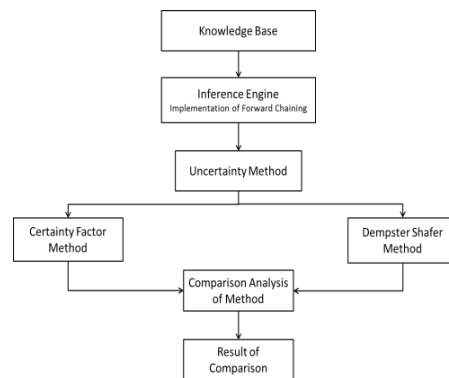 Knowledge Base
Inference Engine
Implementation of Forward Chaining
Uncertainty Method
Certainty Factor
Method
Dempster Shafer
Method
Comparison Analysis
of Method
Result of
Comparison